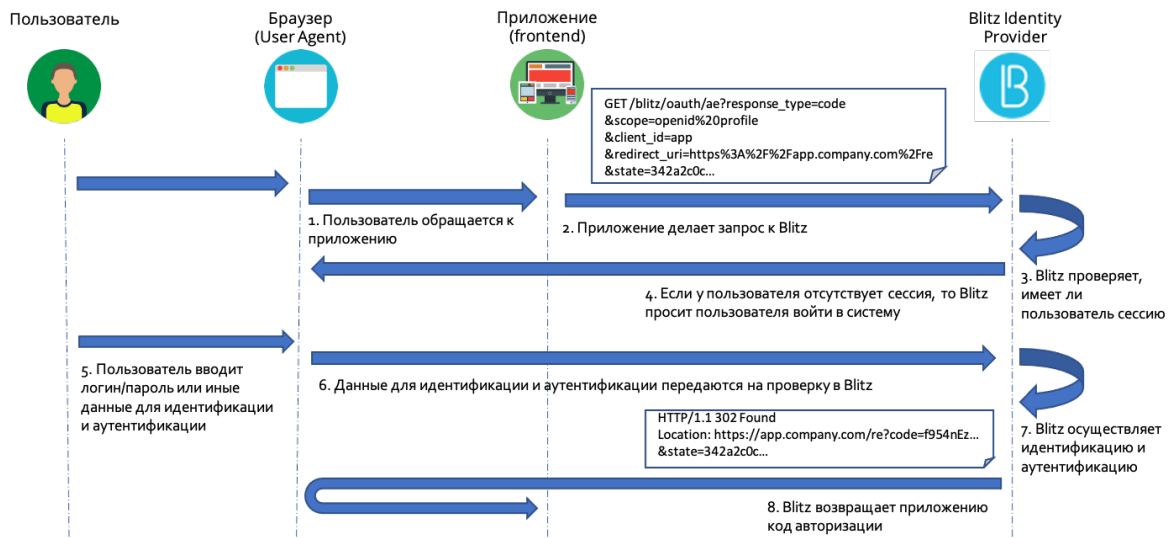 Пользователь
Браузер
(User Agent)
Приложение
(frontend)
Blitz Identity
Provider
GET /blitz/oauth/ae?response_type=code
&scope=openid%20profile
&client_id=app
&redirect_uri=https%3A%2F%2Fapp.company.com%2Fre
&state=342a2c0c...
1. Пользователь обращается к
приложению
2. Приложение делает запрос к Blitz
3. Blitz проверяет,
имеет ли
пользователь сессию
4. Если у пользователя отсутствует сессия, то Blitz
просит пользователя войти в систему
5. Пользователь вводит
логин/пароль или иные
данные для идентификации
и аутентификации
6. Данные для идентификации и аутентификации передаются на проверку в Blitz
HTTP/1.1 302 Found
Location: https://app.company.com/re?code=f954nEz...
&state=342a2c0c...
7. Blitz осуществляет
идентификацию и
аутентификацию
8. Blitz возвращает приложению
код авторизации